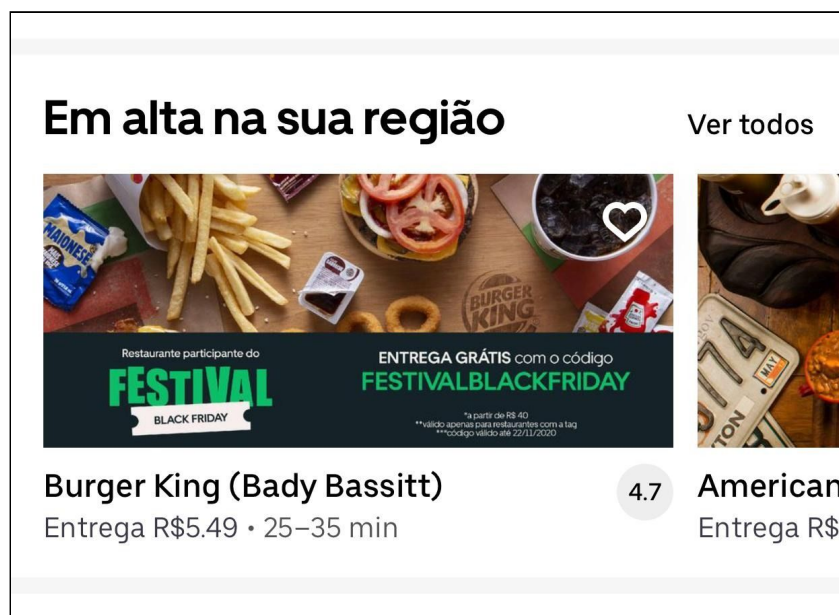 Em alta na sua região
Ver todos
MAIONESE
BURGER
KING
Restaurante participante do
FESTIVAL
BLACK FRIDAY
ENTREGA GRÁTIS com o código
FESTIVALBLACKFRIDAY
*a partir de R$ 40
**válido apenas para restaurantes com a tag
***código válido até 22/11/2020
774
MAY
TON
Burger King (Bady Bassitt)
4.7
Entrega R$5.49 • 25–35 min
American
Entrega R$